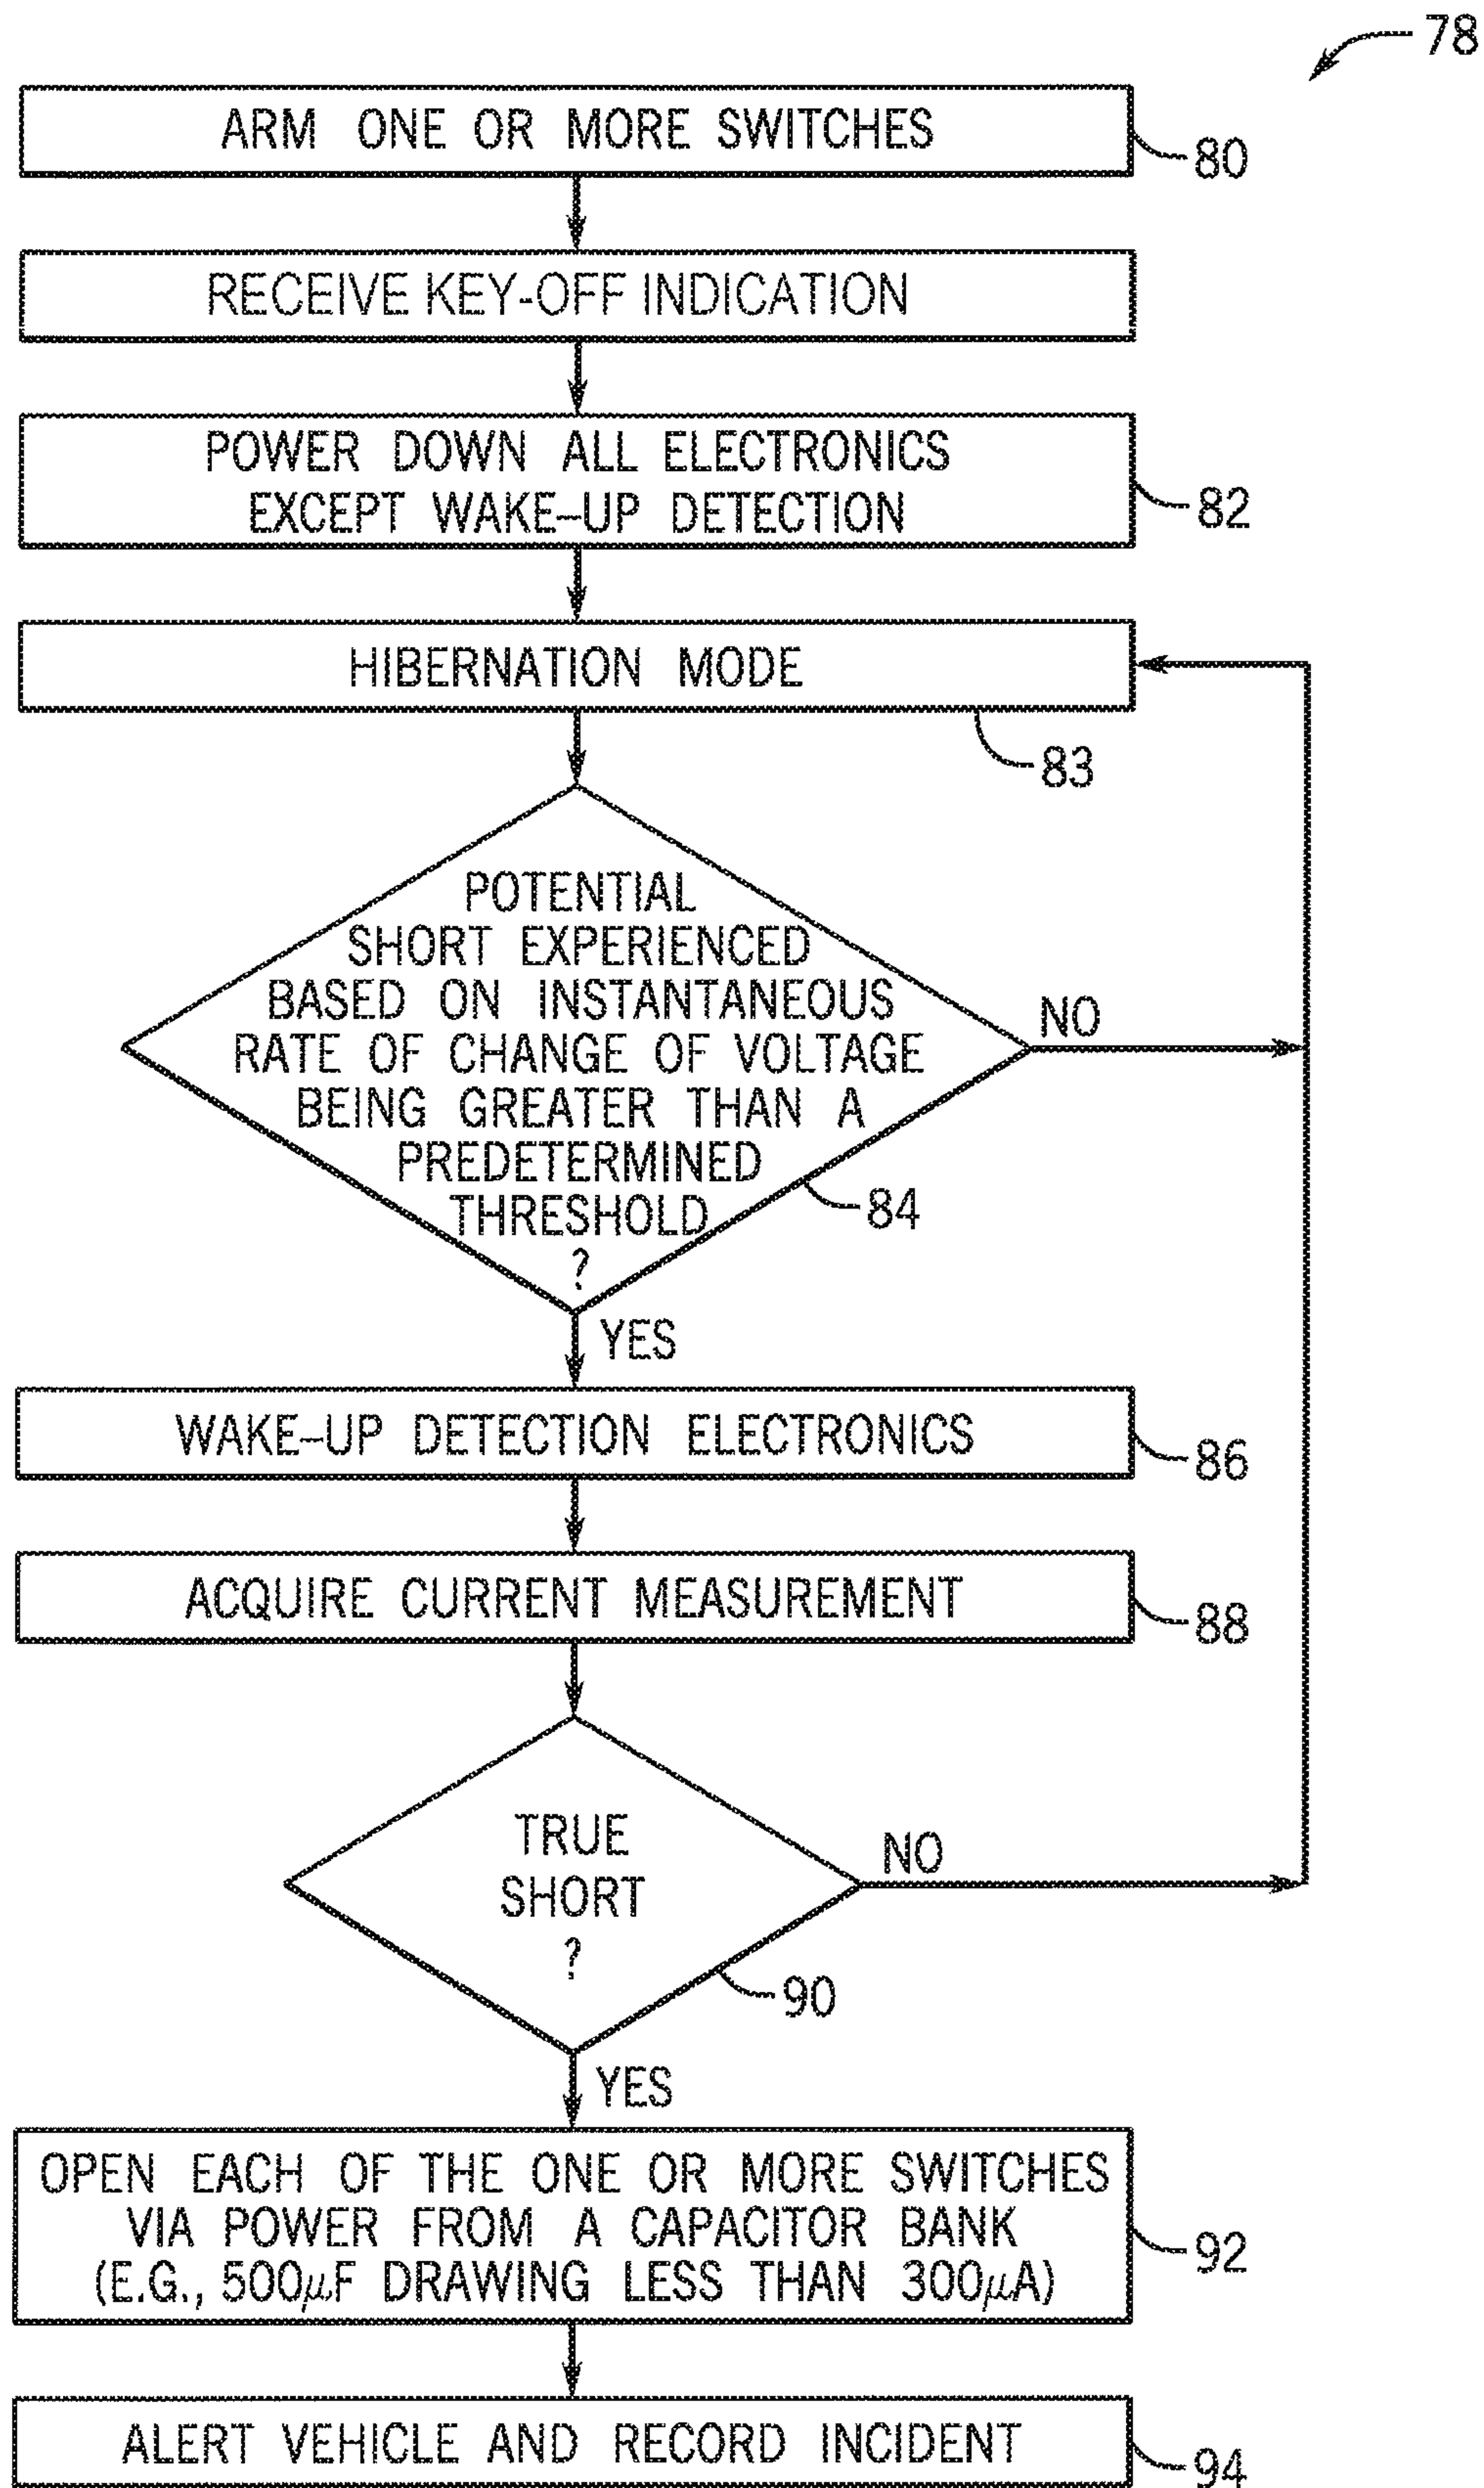 78
ARM ONE OR MORE SWITCHES
80
RECEIVE KEY-OFF INDICATION
POWER DOWN ALL ELECTRONICS
EXCEPT WAKE-UP DETECTION
82
HIBERNATION MODE
83
POTENTIAL
SHORT EXPERIENCED
BASED ON INSTANTANEOUS
RATE OF CHANGE OF VOLTAGE
BEING GREATER THAN A
PREDETERMINED
THRESHOLD
?
84
NO
YES
WAKE-UP DETECTION ELECTRONICS
86
ACQUIRE CURRENT MEASUREMENT
88
TRUE
SHORT
?
90
NO
YES
OPEN EACH OF THE ONE OR MORE SWITCHES
VIA POWER FROM A CAPACITOR BANK
(E.G., 500μF DRAWING LESS THAN 300μA)
92
ALERT VEHICLE AND RECORD INCIDENT
94